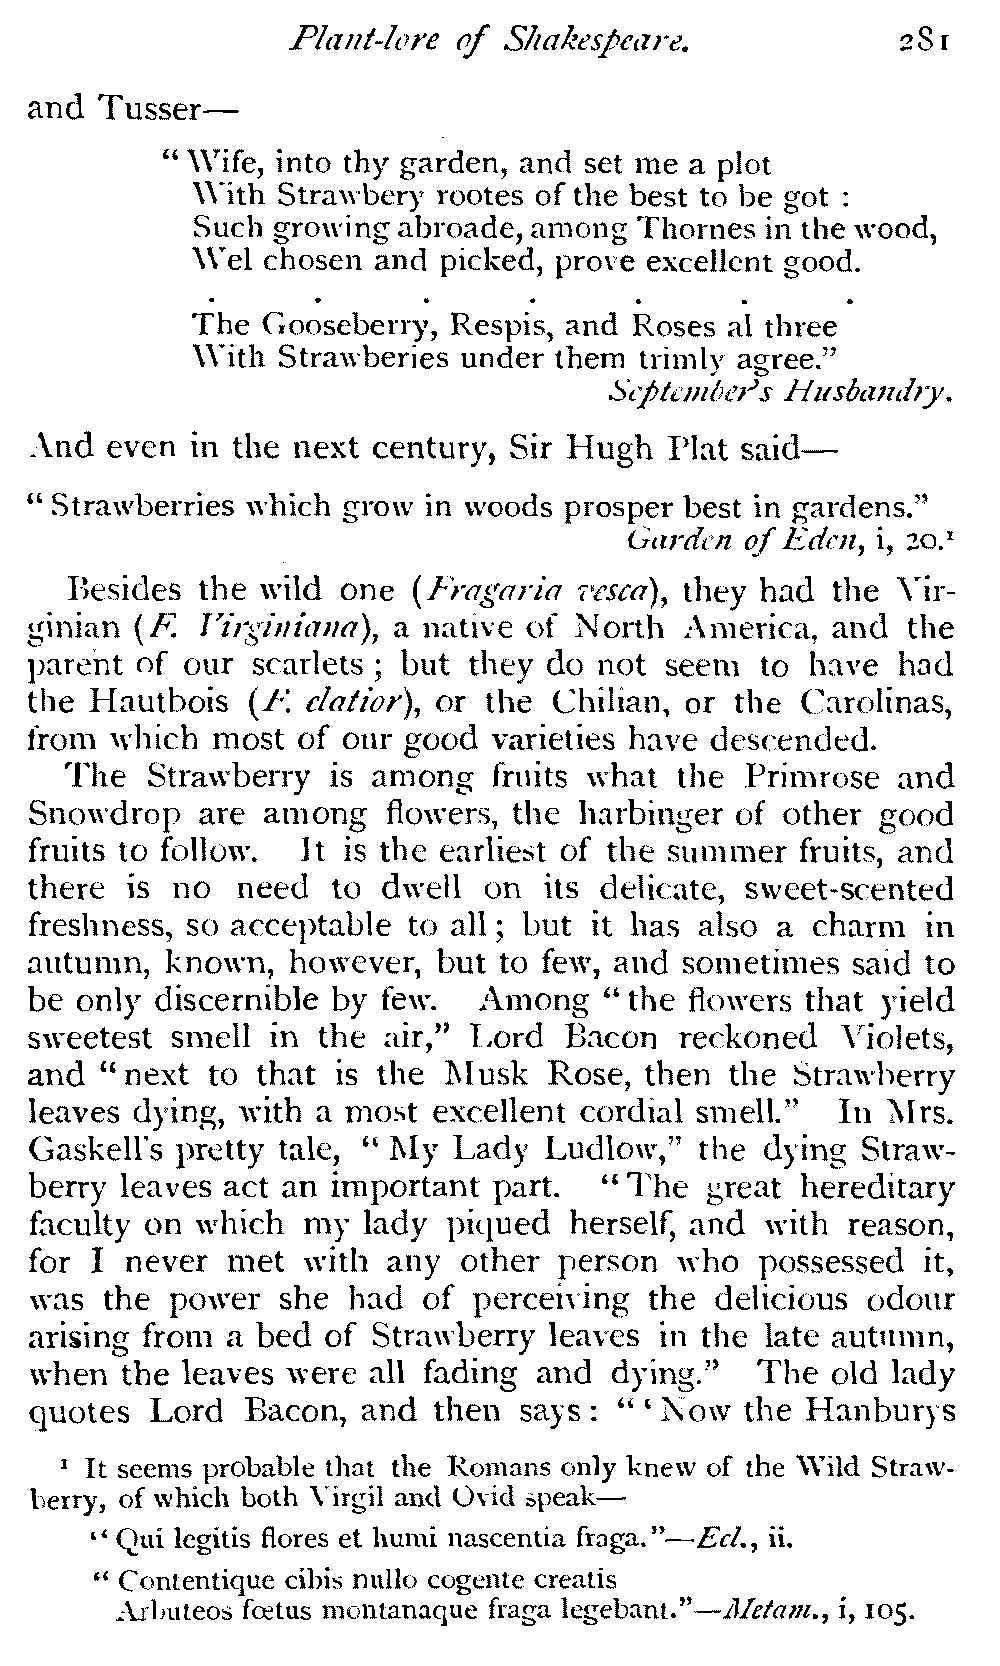 Plant-lore of Shakespeare. 281
and Tusser—
“Wife, into thy garden, and set me a plot
With Strawbery rootes of the best to be got :
Such growing abroade, among Thornes in the wood,
Wel chosen and picked, prove excellent good.
. . . . . . .
The Gooseberry, Respis, and Roses al three
With Strawberies under them trimly agree.”
September's Husbandry.
And even in the next century, Sir Hugh Plat said—
“Strawberries which grow in woods prosper best in gardens.”
Garden of Eden, i, 20.¹
Besides the wild one (Fragaria vesca), they had the Vir-
ginian (F. Virginiana), a native of North America, and the
parent of our scarlets ; but they do not seem to have had
the Hautbois (F. elatior), or the Chilian, or the Carolinas,
from which most of our good varieties have descended.
The Strawberry is among fruits what the Primrose and
Snowdrop are among flowers, the harbinger of other good
fruits to follow. It is the earliest of the summer fruits, and
there is no need to dwell on its delicate, sweet-scented
freshness, so acceptable to all ; but it has also a charm in
autumn, known, however, but to few, and sometimes said to
be only discernible by few. Among “the flowers that yield
sweetest smell in the air,” Lord Bacon reckoned Violets,
and “next to that is the Musk Rose, then the Strawberry
leaves dying, with a most excellent cordial smell.” In Mrs.
Gaskell's pretty tale, “My Lady Ludlow,” the dying Straw-
berry leaves act an important part. “The great hereditary
faculty on which my lady piqued herself, and with reason,
for I never met with any other person who possessed it,
was the power she had of perceiving the delicious odour
arising from a bed of Strawberry leaves in the late autumn,
when the leaves were all fading and dying.” The old lady
quotes Lord Bacon, and then says : “‘Now the Hanburys
¹ It seems probable that the Romans only knew of the Wild Straw-
berry, of which both Virgil and Ovid speak—
“Qui legitis flores et humi nascentia fraga.”—Ecl., ii.
“Contentique cibis nullo cogente creatis
Arbuteos fœtus montanaque fraga legebant.”—Metam., i, 105.